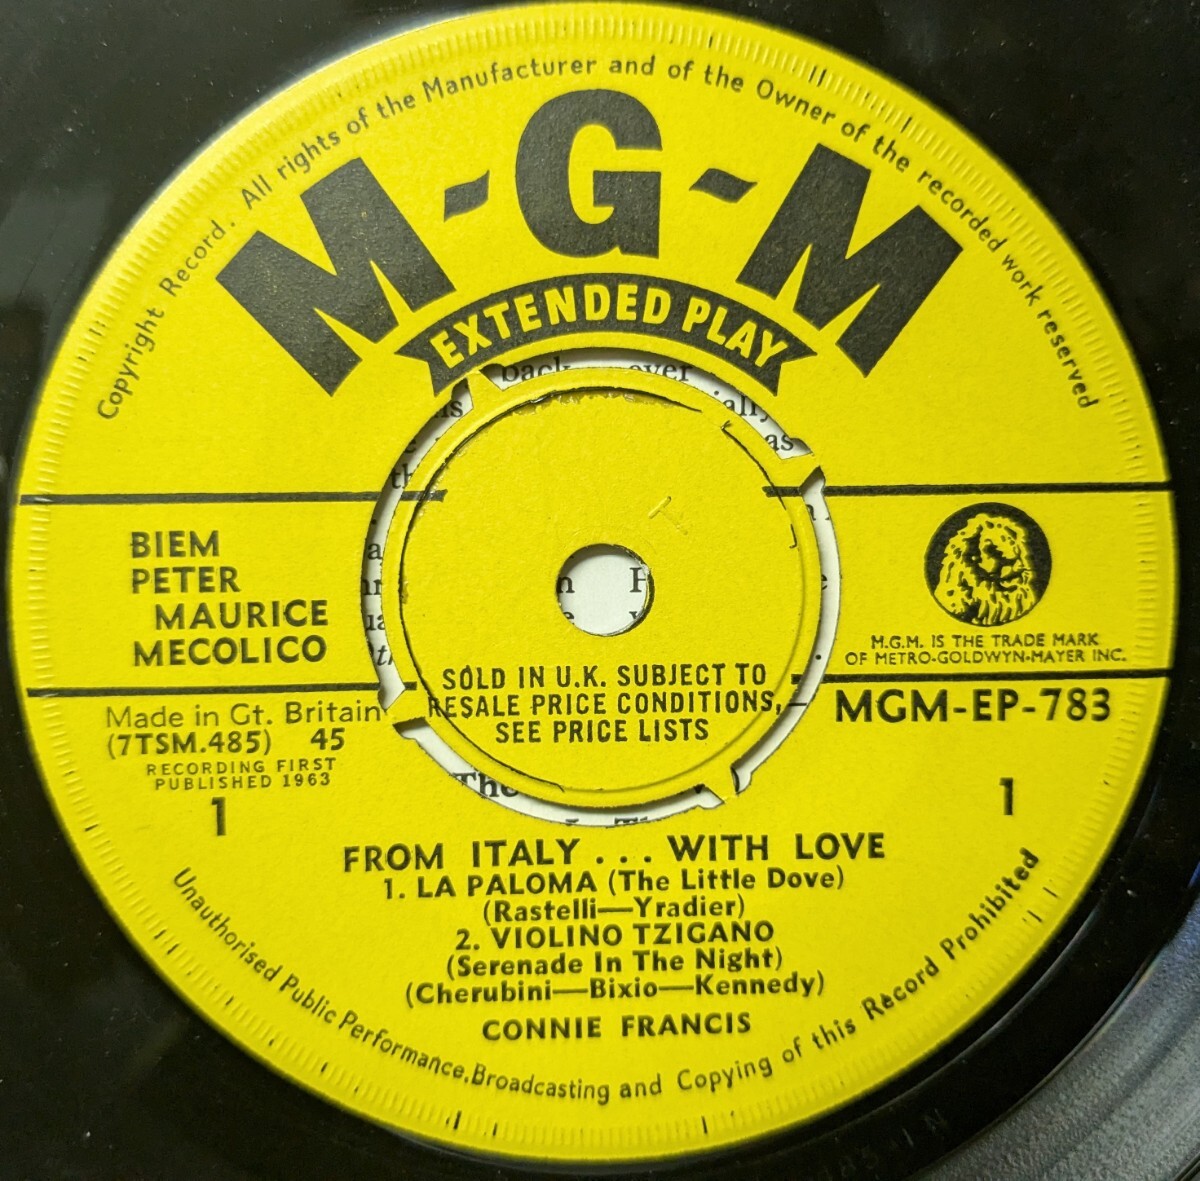 Copyright Record. All rights of the Manufacturer and of the Owner of the recorded work reserved
M-G-M
EXTENDED PLAY
BIEM
PETER
MAURICE
MECOLICO
M.G.M. IS THE TRADE MARK
OF METRO-GOLDWYN-MAYER INC.
SOLD IN U.K. SUBJECT TO
RESALE PRICE CONDITIONS,
SEE PRICE LISTS
MGM-EP-783
Made in Gt. Britain
(7TSM.485) 45
RECORDING FIRST
PUBLISHED 1963
1
1
FROM ITALY... WITH LOVE
1. LA PALOMA (The Little Dove)
(Rastelli—Yradier)
2. VIOLINO TZIGANO
(Serenade In The Night)
(Cherubini—Bixio—Kennedy)
CONNIE FRANCIS
Unauthorised Public Performance, Broadcasting and Copying of this Record Prohibited